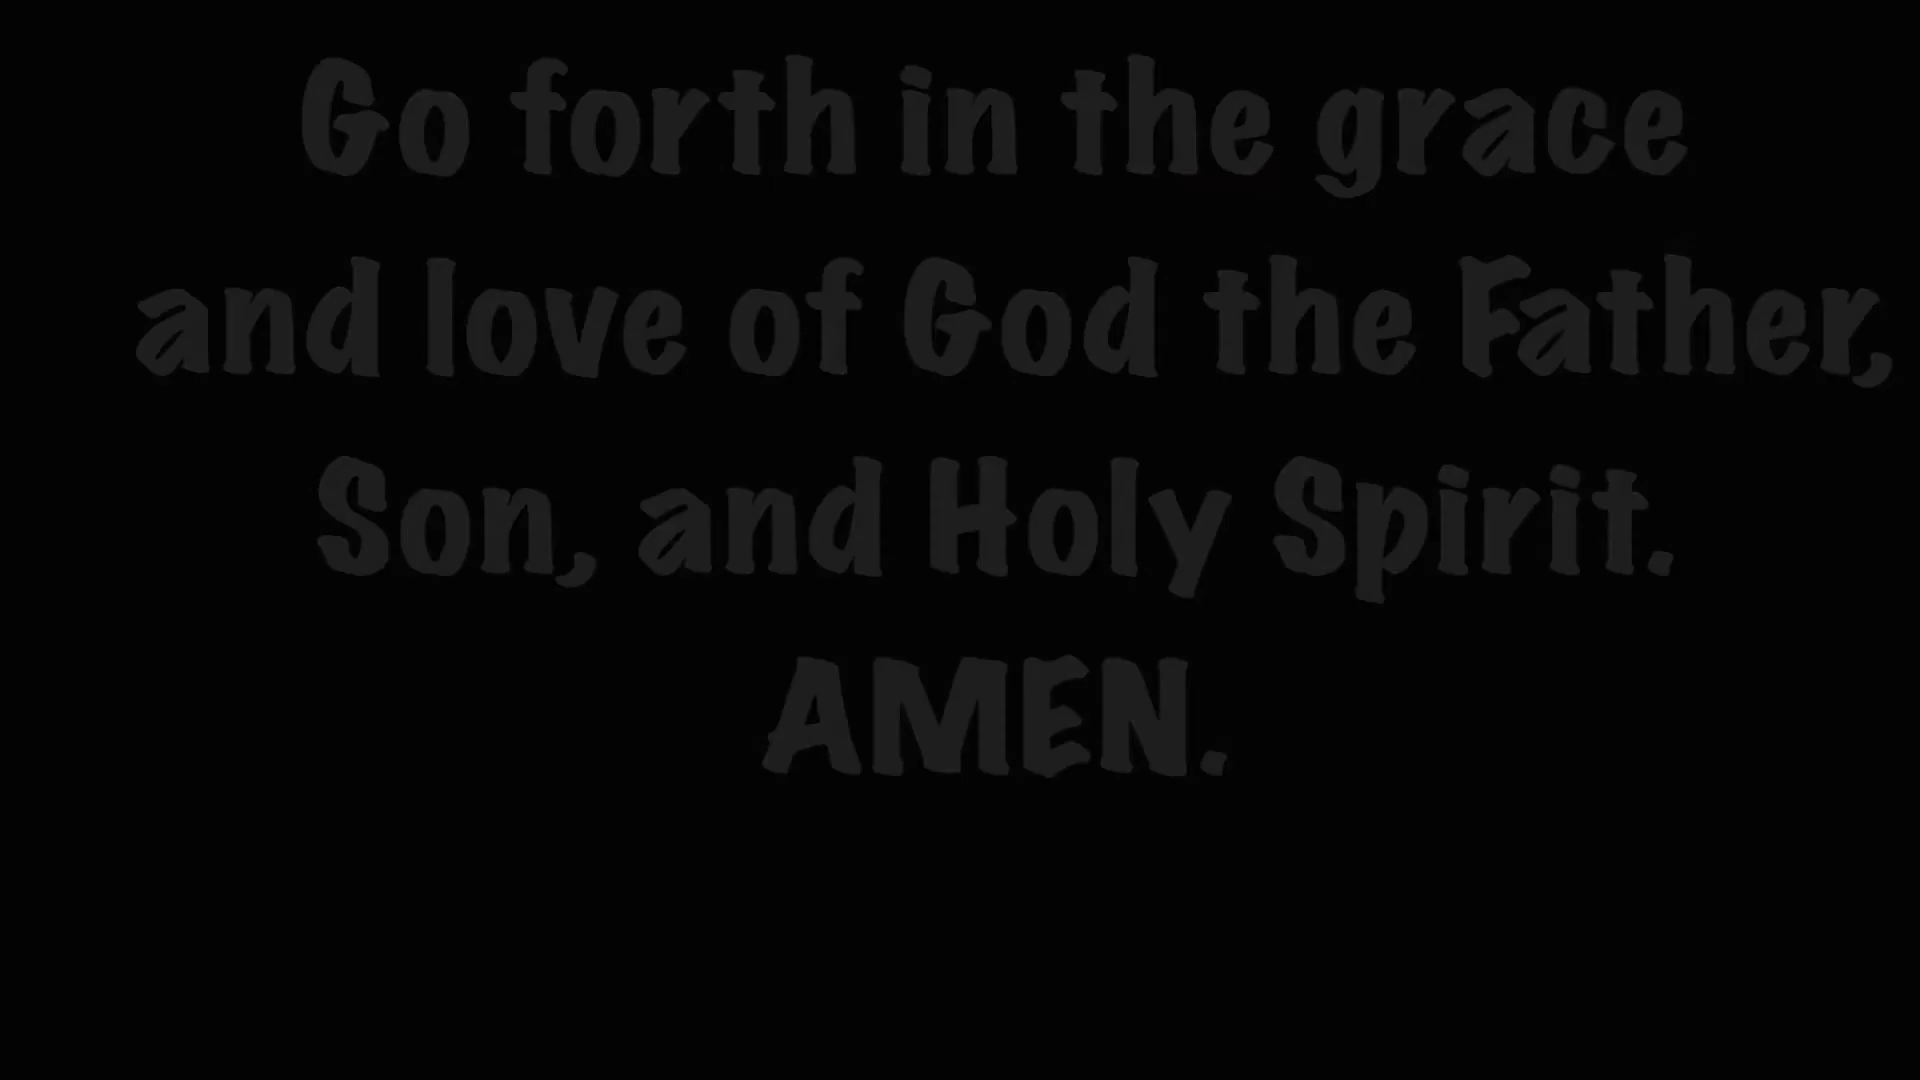 Go forth in the grace
and love of God the Father,
Son, and Holy Spirit.
AMEN.